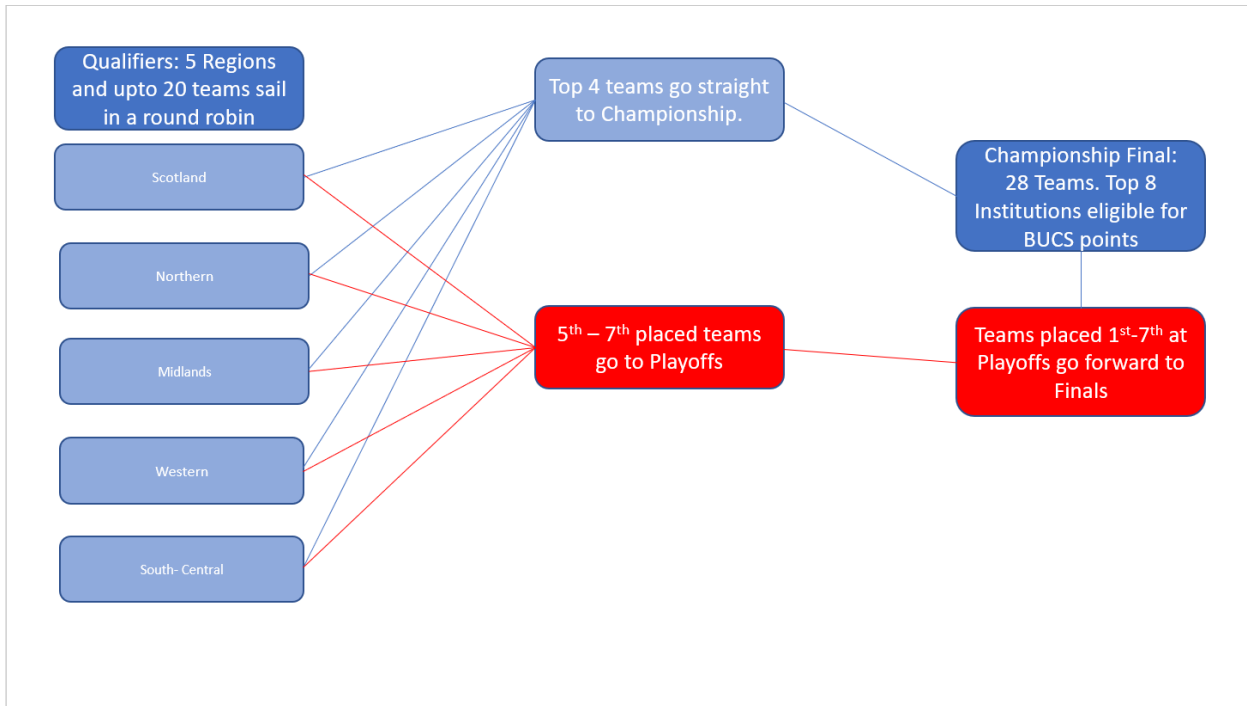 Qualifiers: 5 Regions
and upto 20 teams sail
in a round robin
Scotland
Northern
Midlands
Western
South- Central
Top 4 teams go straight
to Championship.
5th – 7th placed teams
go to Playoffs
Championship Final:
28 Teams. Top 8
Institutions eligible for
BUCS points
Teams placed 1st-7th at
Playoffs go forward to
Finals